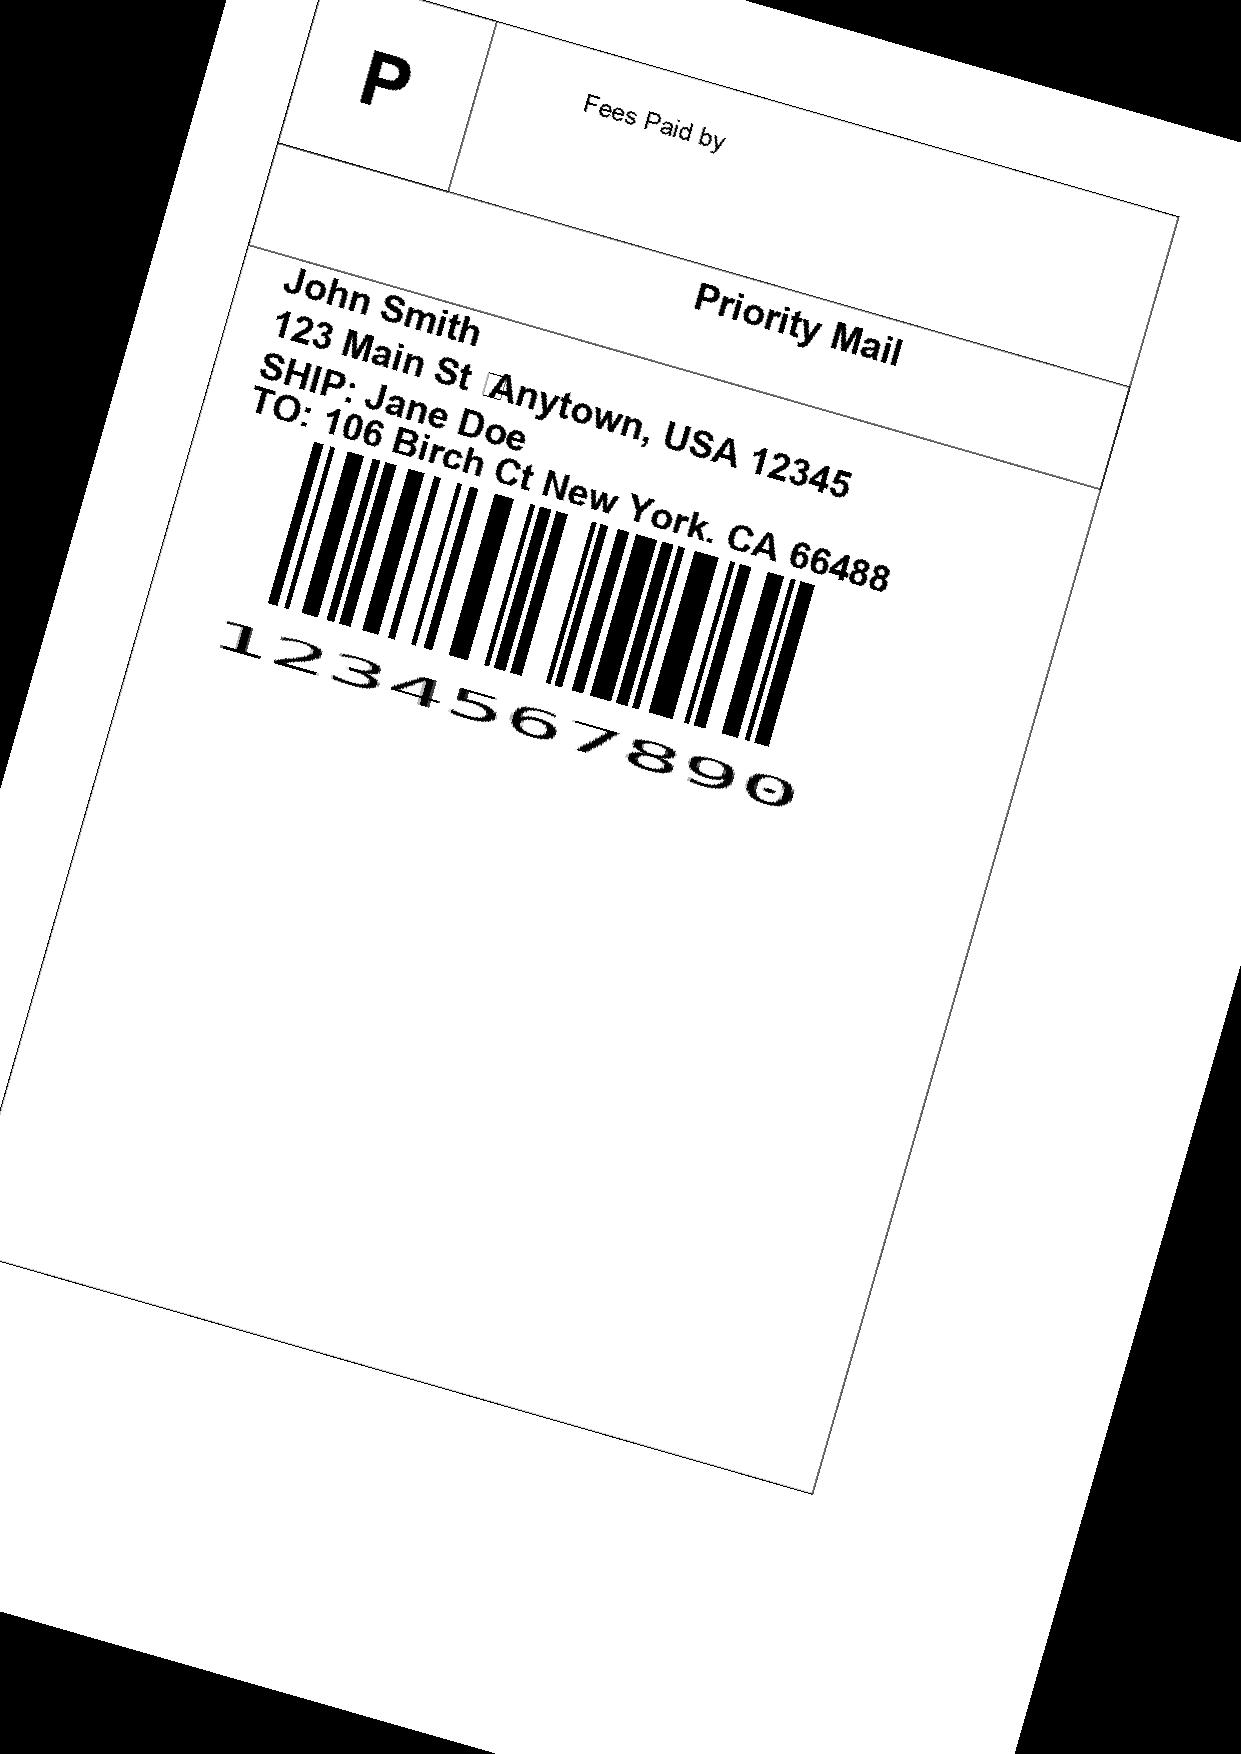 P
Fees Paid by
Priority Mail
John Smith
123 Main St Anytown, USA 12345
SHIP: Jane Doe
TO: 106 Birch Ct New York. CA 66488
1234567890